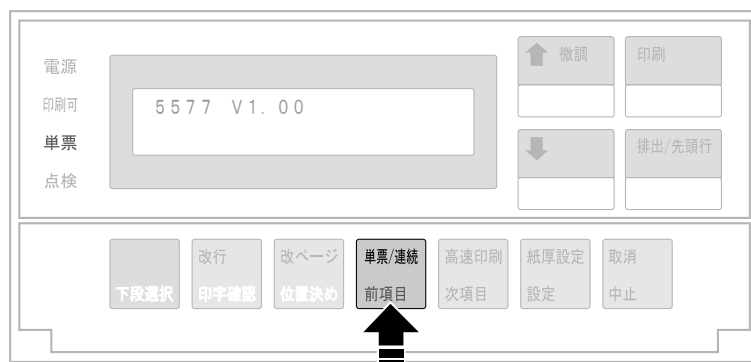 電源
印刷可
単票
点検
5577 V1.00
微調
印刷
排出/先頭行
下段選択
改行
印字確認
改ページ
位置決め
単票/連続
前項目
高速印刷
次項目
紙厚設定
設定
取消
中止